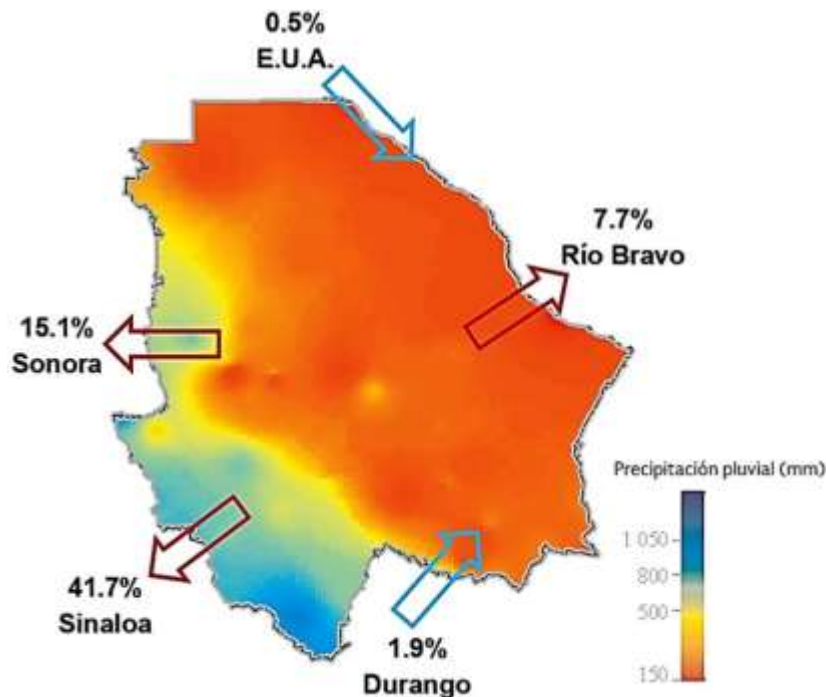 0.5%
E.U.A.
7.7%
Río Bravo
15.1%
Sonora
Precipitación pluvial (mm)
1 050
800
500
150
41.7%
Sinaloa
1.9%
Durango